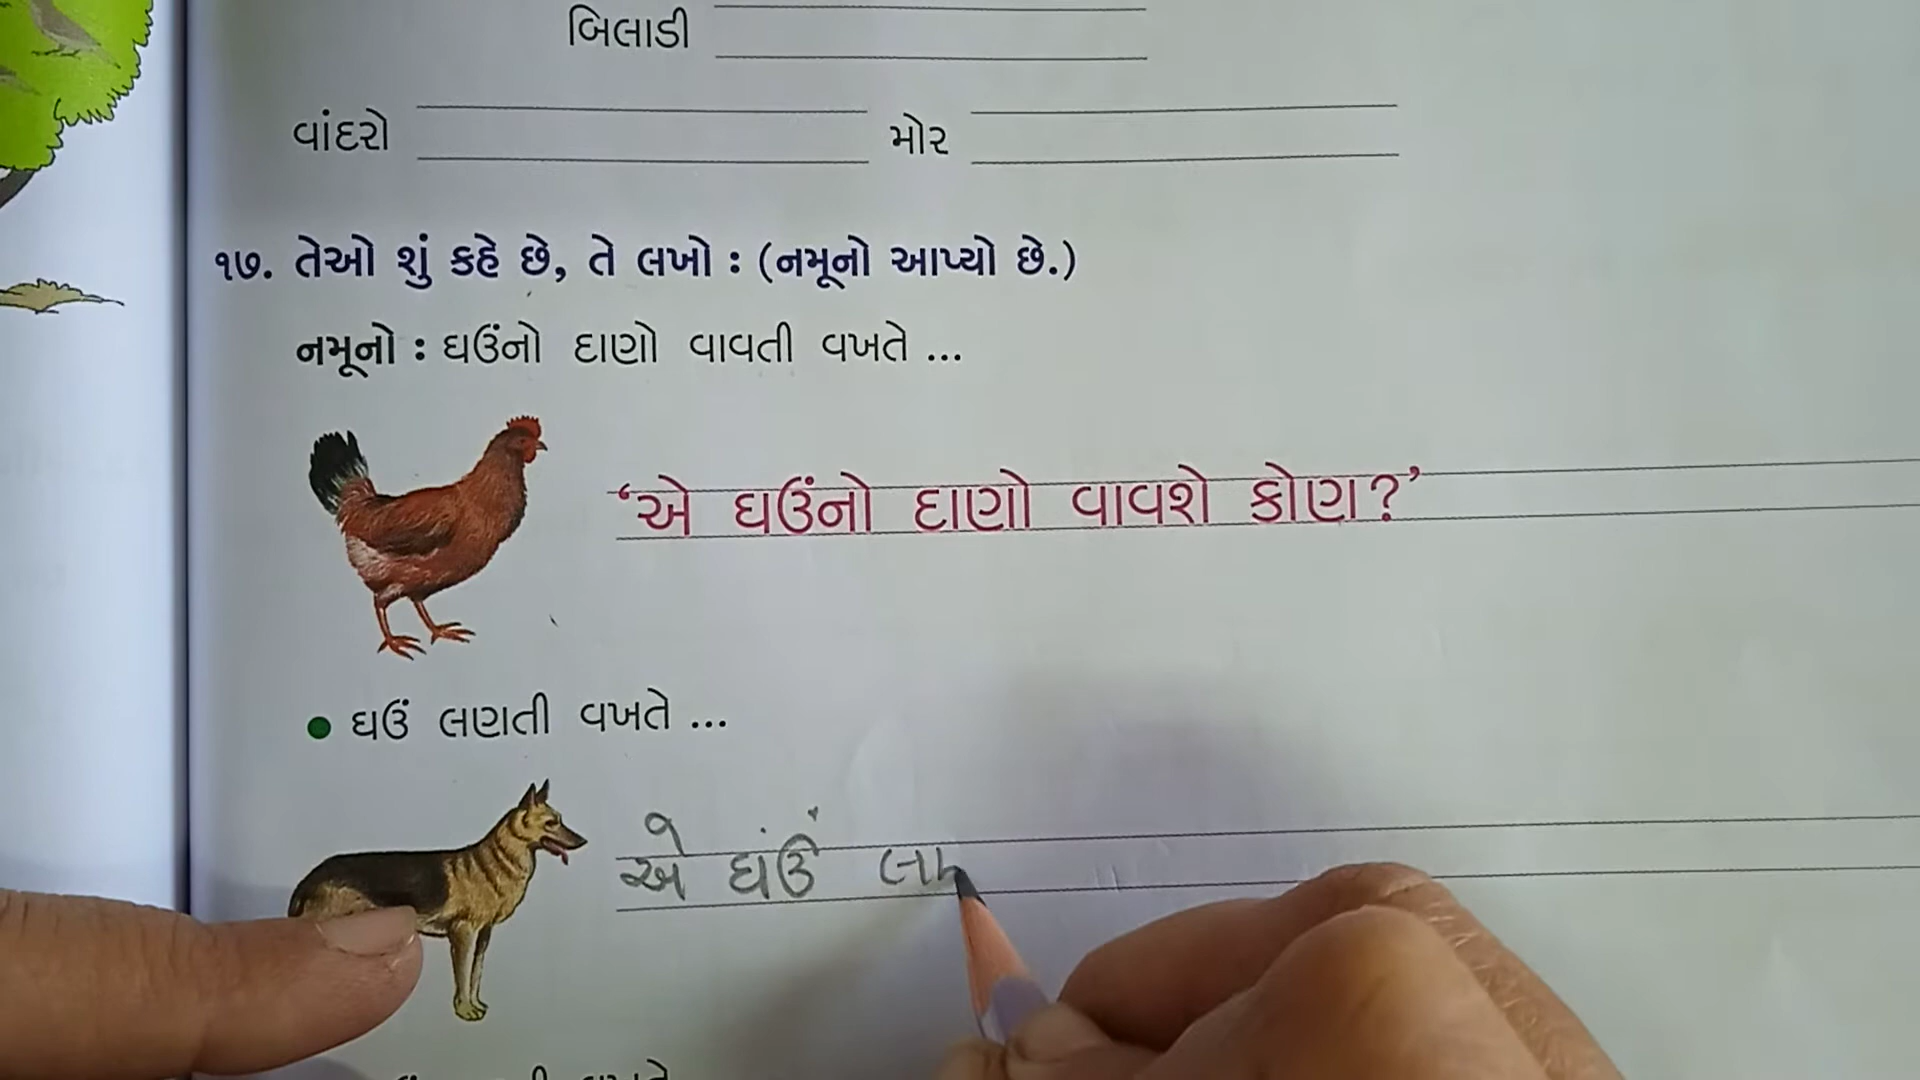 બિલાડી
વાંદરો મોર
૧૭. તેઓ શું કહે છે, તે લખો : (નમૂનો આપ્યો છે.)
નમૂનો : ઘઉંનો દાણો વાવતી વખતે ...
‘એ ઘઉંનો દાણો વાવશે કોણ?’
● ઘઉં લણતી વખતે ...
એ ઘંઉં